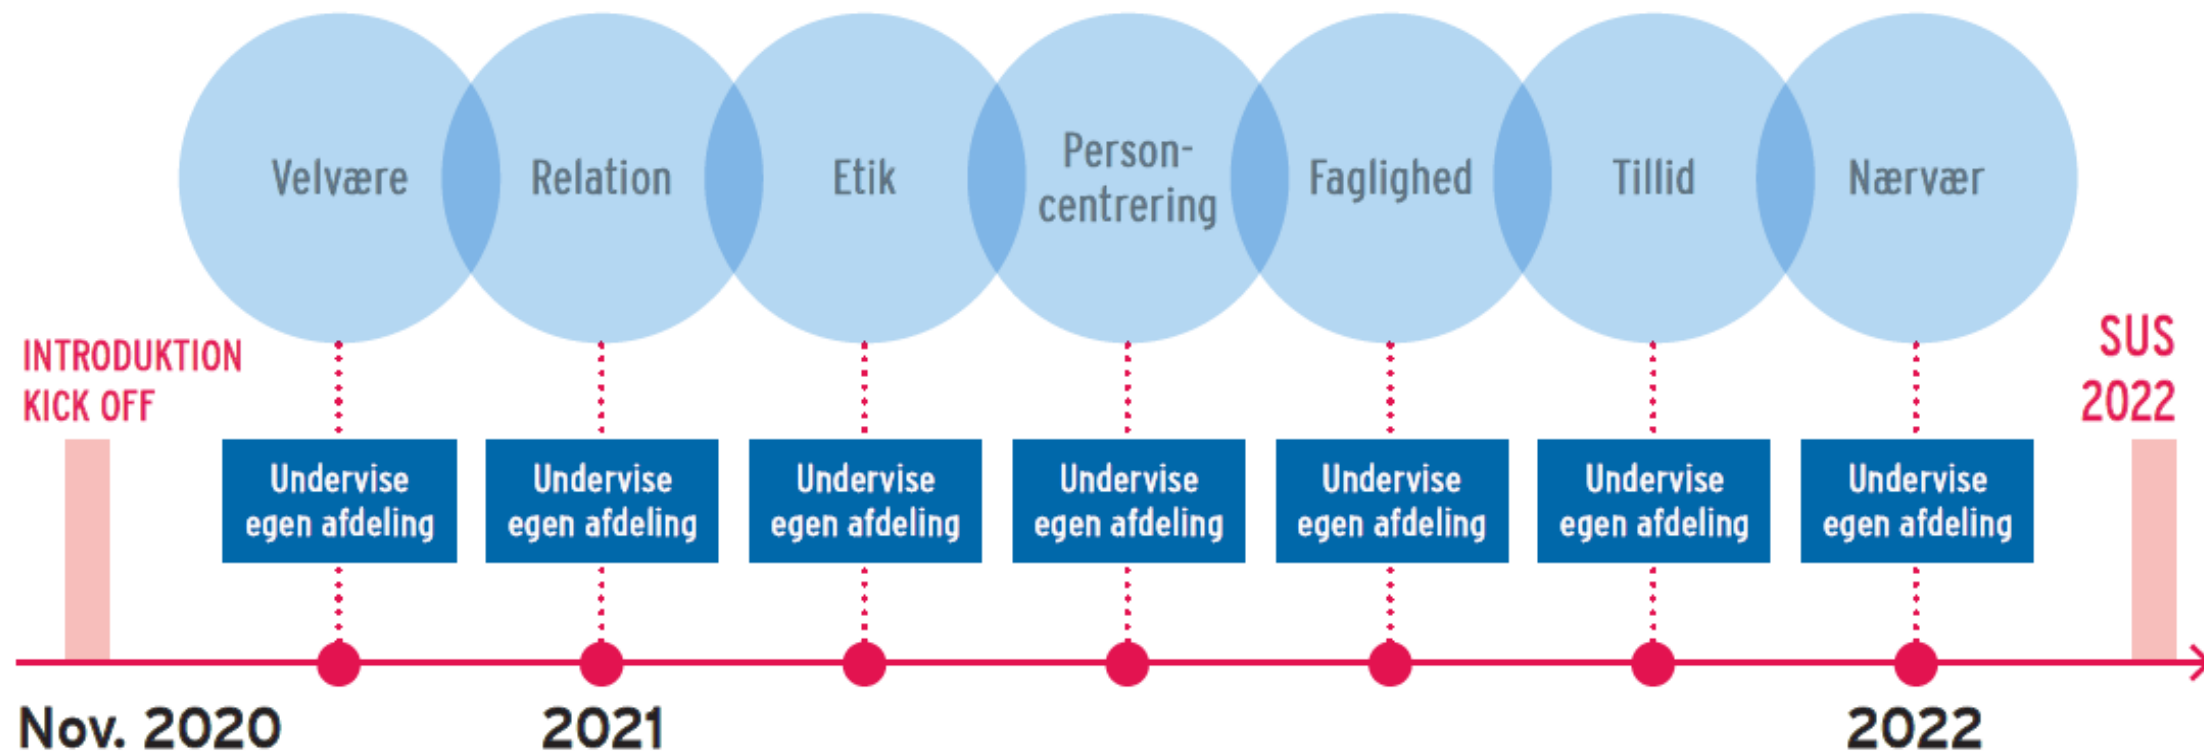 Velvære
Relation
Etik
Person-
centrering
Faglighed
Tillid
Nærvær
INTRODUKTION
KICK OFF
SUS
2022
Undervise
egen afdeling
Undervise
egen afdeling
Undervise
egen afdeling
Undervise
egen afdeling
Undervise
egen afdeling
Undervise
egen afdeling
Undervise
egen afdeling
Nov. 2020
2021
2022